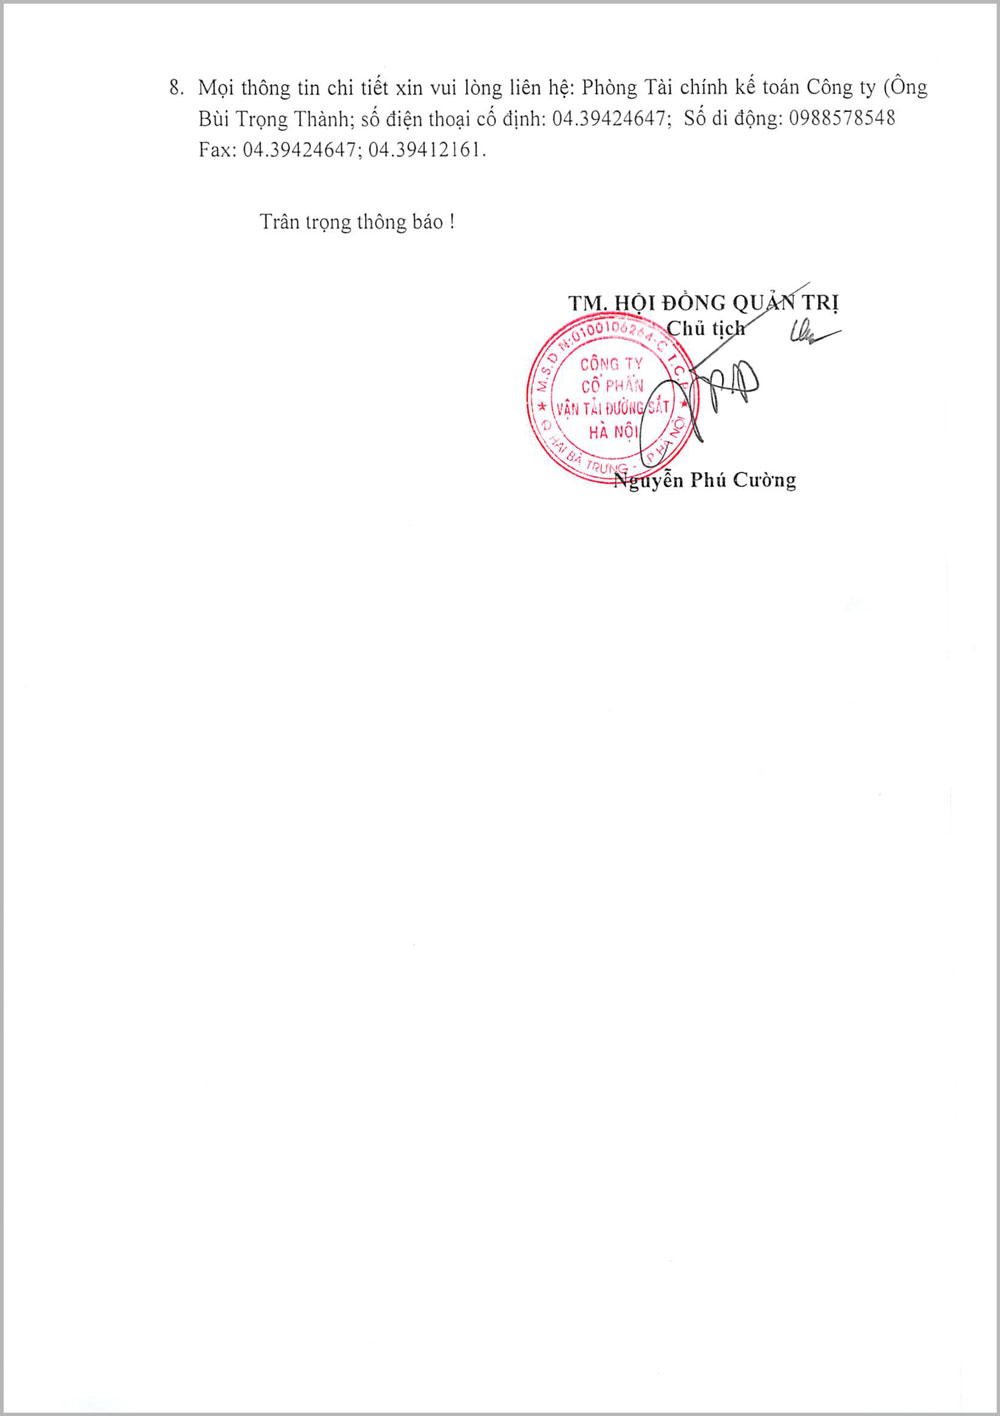 8. Mọi thông tin chi tiết xin vui lòng liên hệ: Phòng Tài chính kế toán Công ty (Ông
Bùi Trọng Thành; số điện thoại cố định: 04.39424647; Số di động: 0988578548
Fax: 04.39424647; 04.39412161.
Trân trọng thông báo !
TM. HỘI ĐỒNG QUẢN TRỊ
Chủ tịch
M.S.D N:0100106264-C.T.C.P
CÔNG TY
CỔ PHẦN
VẬN TẢI ĐƯỜNG SẮT
HÀ NỘI
Q HAI BÀ TRƯNG - TP HÀ NỘI
Nguyễn Phú Cường